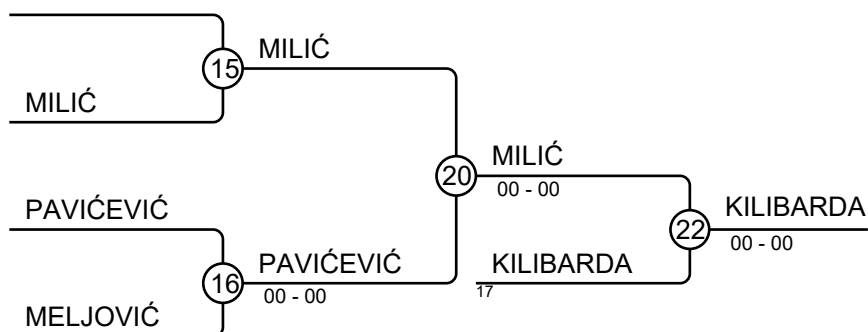 MILIĆ
15
MILIĆ
MILIĆ
20
00 - 00
PAVIĆEVIĆ
KILIBARDA
22
00 - 00
PAVIĆEVIĆ
16
00 - 00
KILIBARDA
17
MELJOVIĆ